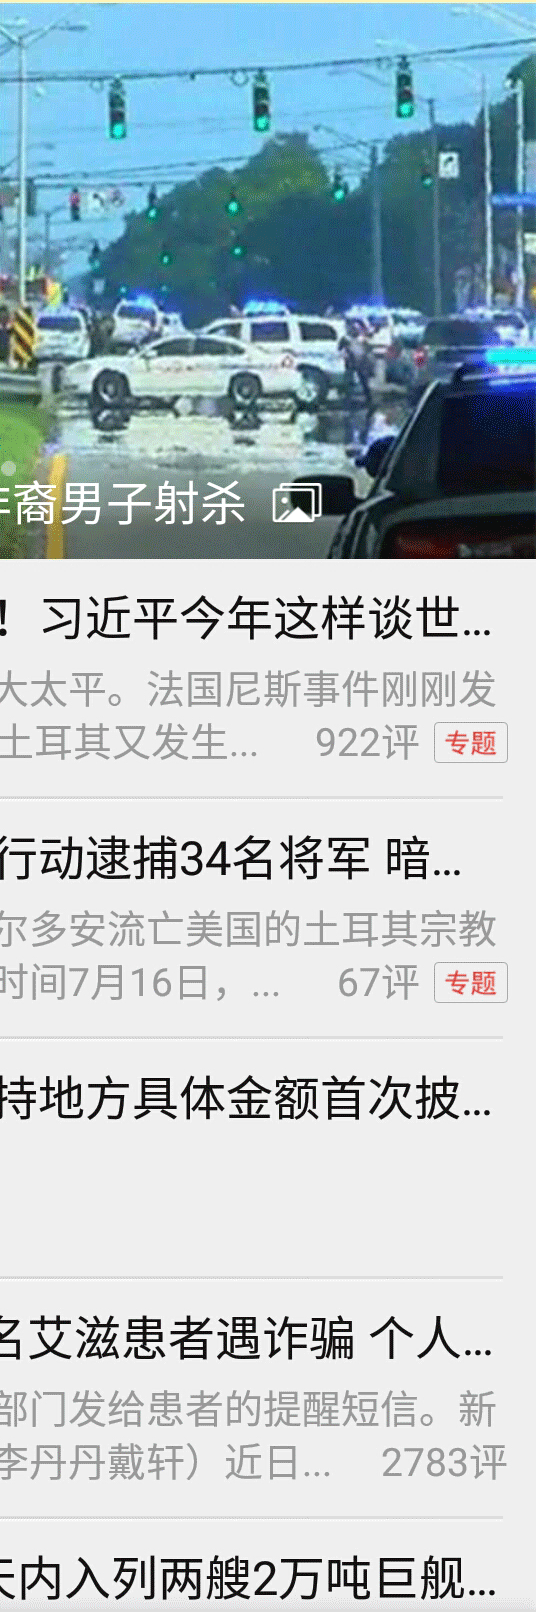 裔男子射杀
！习近平今年这样谈世...
大太平。法国尼斯事件刚刚发
土耳其又发生... 922评 专题
行动逮捕34名将军 暗...
尔多安流亡美国的土耳其宗教
时间7月16日，... 67评 专题
持地方具体金额首次披...
名艾滋患者遇诈骗 个人...
部门发给患者的提醒短信。新
李丹丹戴轩）近日... 2783评
天内入列两艘2万吨巨舰...